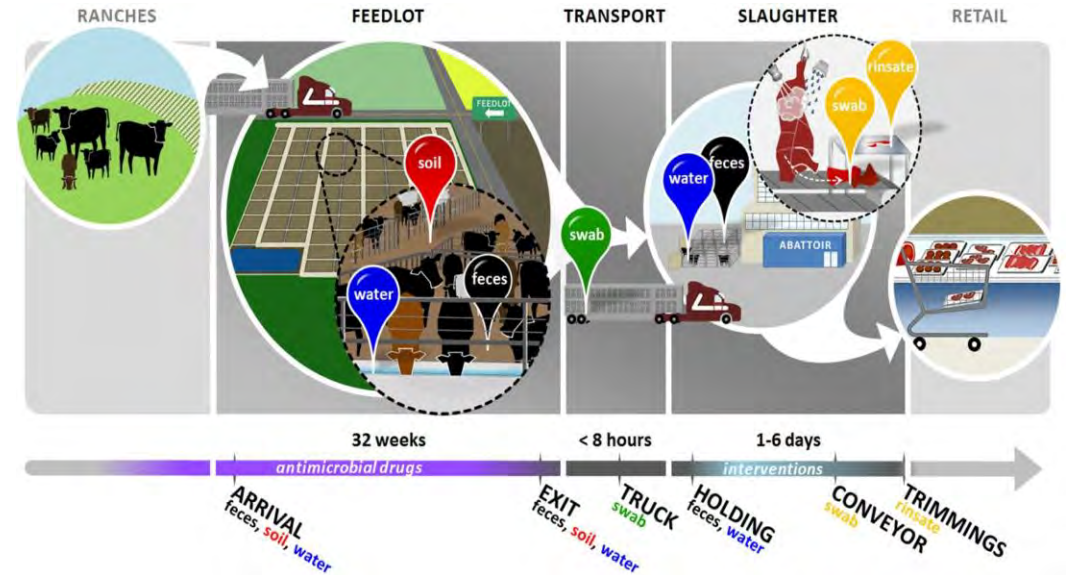 RANCHES
FEEDLOT
TRANSPORT
SLAUGHTER
RETAIL
rinsate
swab
FEEDLOT
soil
feces
water
swab
feces
water
ABATTOIR
32 weeks
< 8 hours
1-6 days
antimicrobial drugs
interventions
ARRIVAL
feces, soil, water
EXIT
feces, soil, water
TRUCK
swab
HOLDING
feces, water
CONVEYOR
swab
TRIMMINGS
rinsate